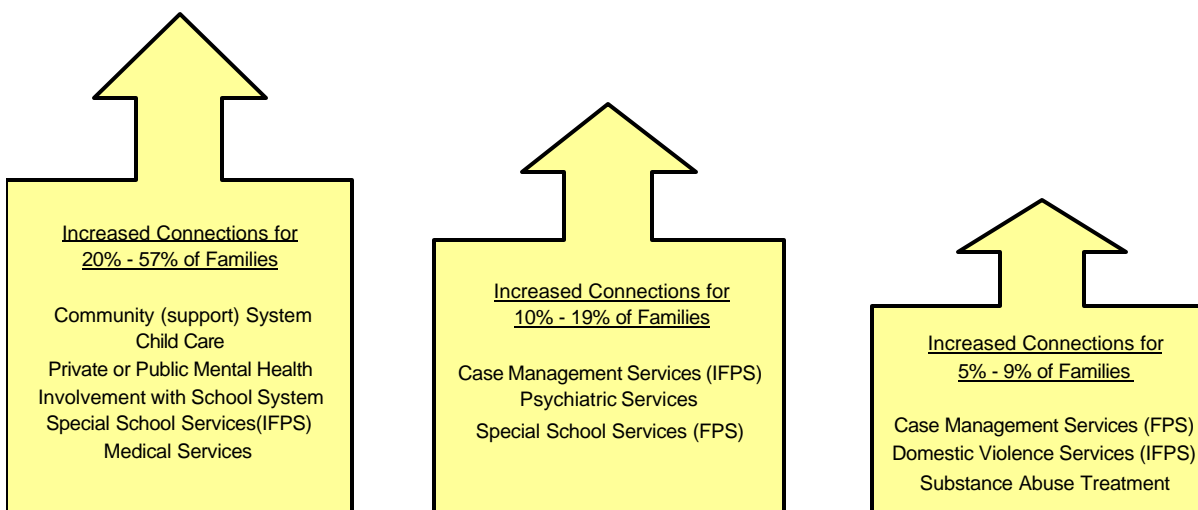 Increased Connections for
20% - 57% of Families
Community (support) System
Child Care
Private or Public Mental Health
Involvement with School System
Special School Services(IFPS)
Medical Services
Increased Connections for
10% - 19% of Families
Case Management Services (IFPS)
Psychiatric Services
Special School Services (FPS)
Increased Connections for
5% - 9% of Families
Case Management Services (FPS)
Domestic Violence Services (IFPS)
Substance Abuse Treatment